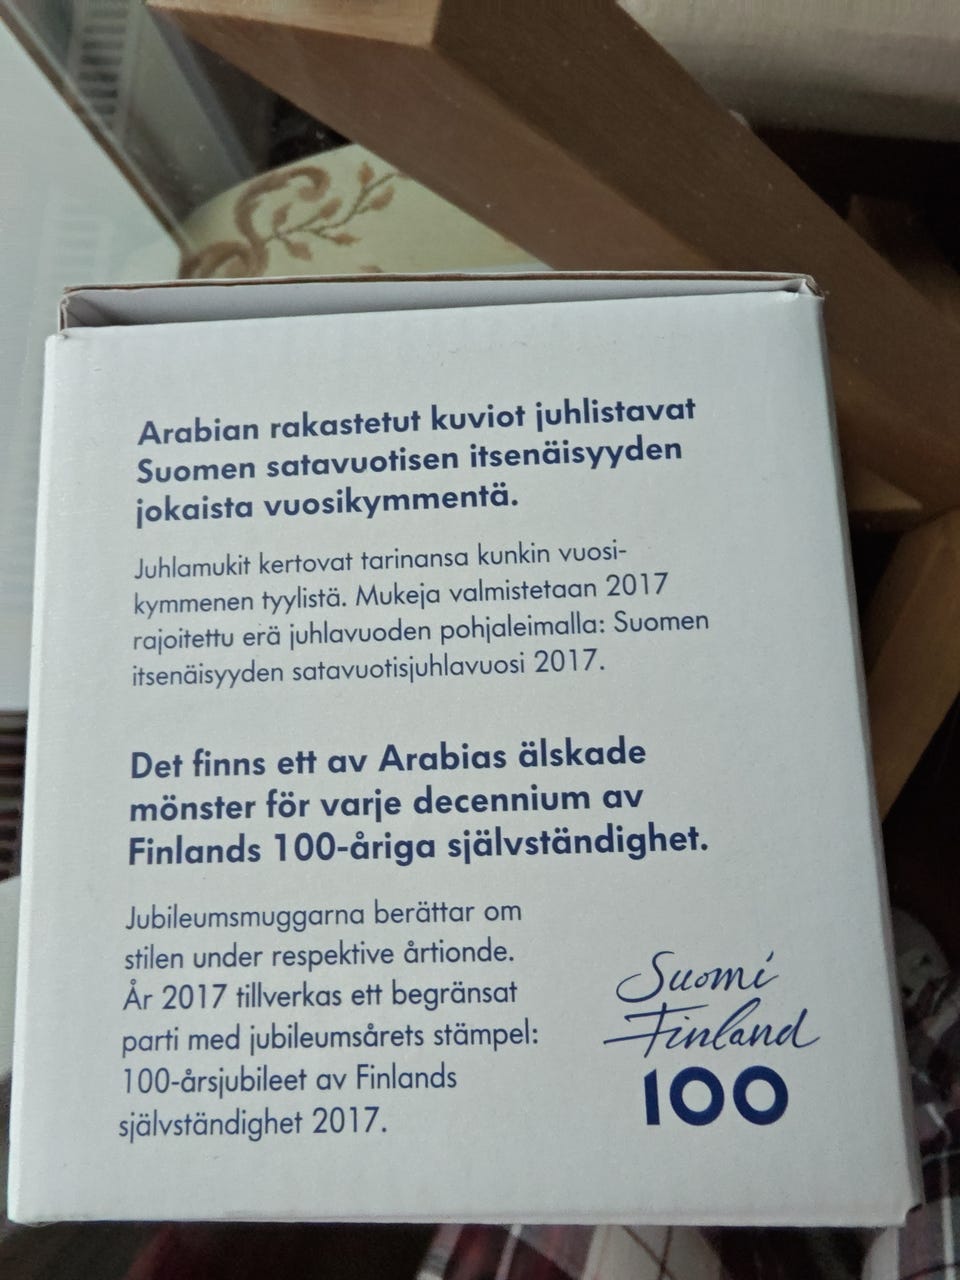 Arabian rakastetut kuviot juhlistavat
Suomen satavuotisen itsenäisyyden
jokaista vuosikymmentä.
Juhlamukit kertovat tarinansa kunkin vuosi-
kymmenen tyylistä. Mukeja valmistetaan 2017
rajoitettu erä juhlavuoden pohjaleimalla: Suomen
itsenäisyyden satavuotisjuhlavuosi 2017.
Det finns ett av Arabias älskade
mönster för varje decennium av
Finlands 100-åriga självständighet.
Jubileumsmuggarna berättar om
stilen under respektive årtionde.
År 2017 tillverkas ett begränsat
parti med jubileumsårets stämpel:
100-årsjubileet av Finlands
självständighet 2017.
Suomi
Finland
100